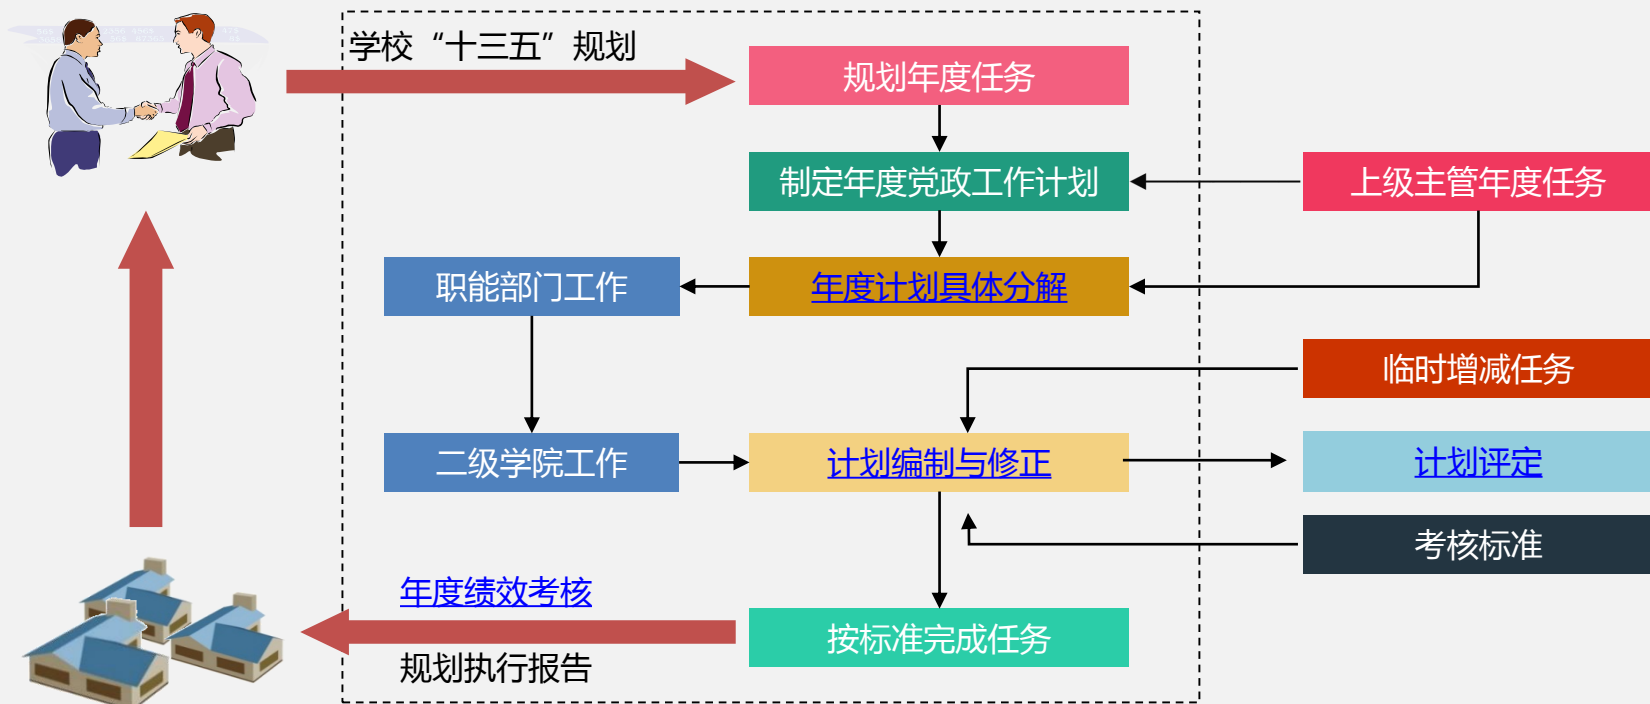 学校“十三五”规划
规划年度任务
制定年度党政工作计划
上级主管年度任务
职能部门工作
年度计划具体分解
临时增减任务
二级学院工作
计划编制与修正
计划评定
考核标准
年度绩效考核
按标准完成任务
规划执行报告